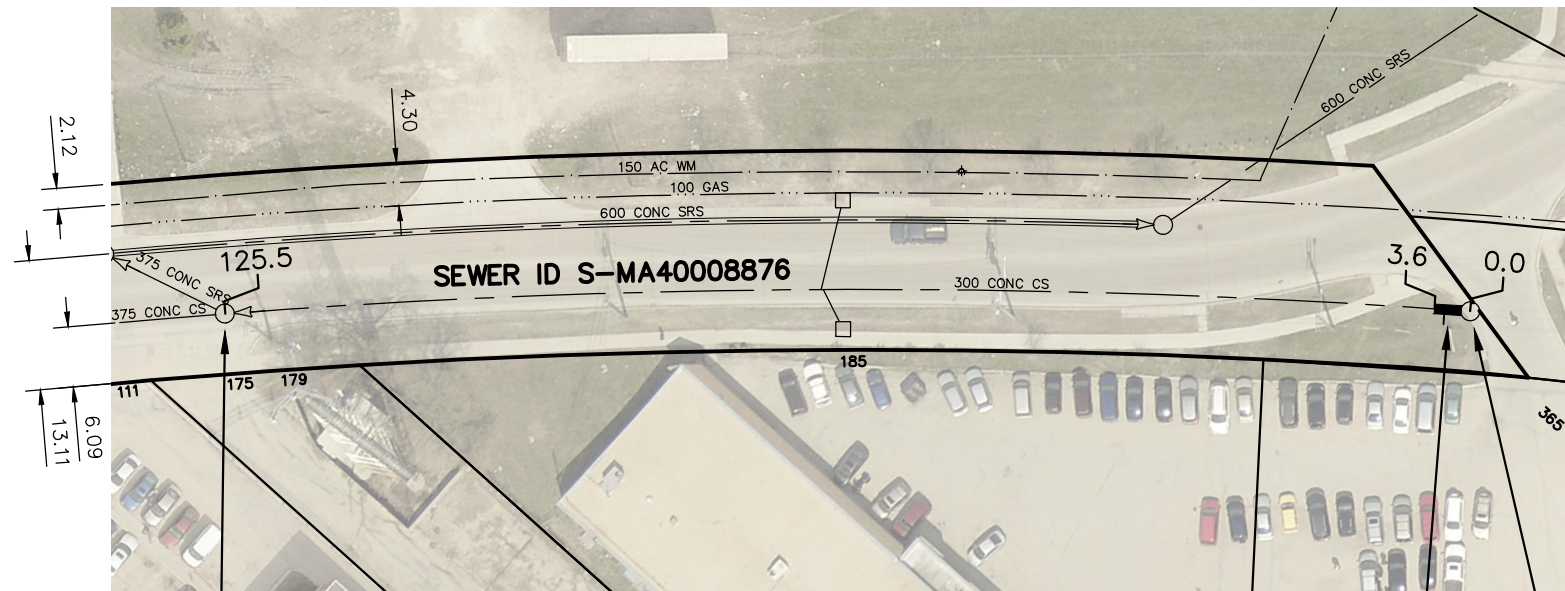 4.30
2.12
150 AC WM
100 GAS
600 CONC SRS
600 CONC SRS
375 CONC SRS
125.5
SEWER ID S-MA40008876
300 CONC CS
3.6
0.0
375 CONC CS
111
175
179
185
365
6.09
13.11